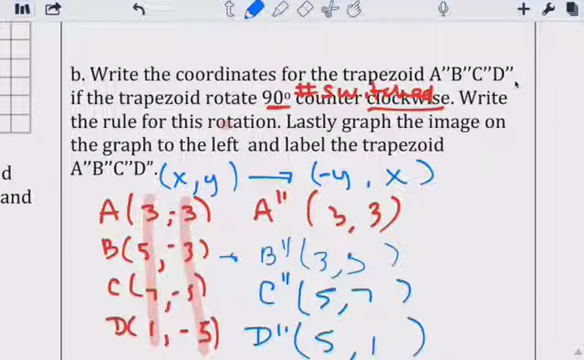 b. Write the coordinates for the trapezoid A”B”C”D”,
if the trapezoid rotate 90° counter clockwise. Write
# switched
the rule for this rotation. Lastly graph the image on
the graph to the left and label the trapezoid
A”B”C”D”. (x, y) → (-y, x)
d
and
A(3,-3) A" (3,3)
B(5,-3) → B"(3,5)
C(7,-5) C"(5,7)
D(1,-5) D"(5,1)